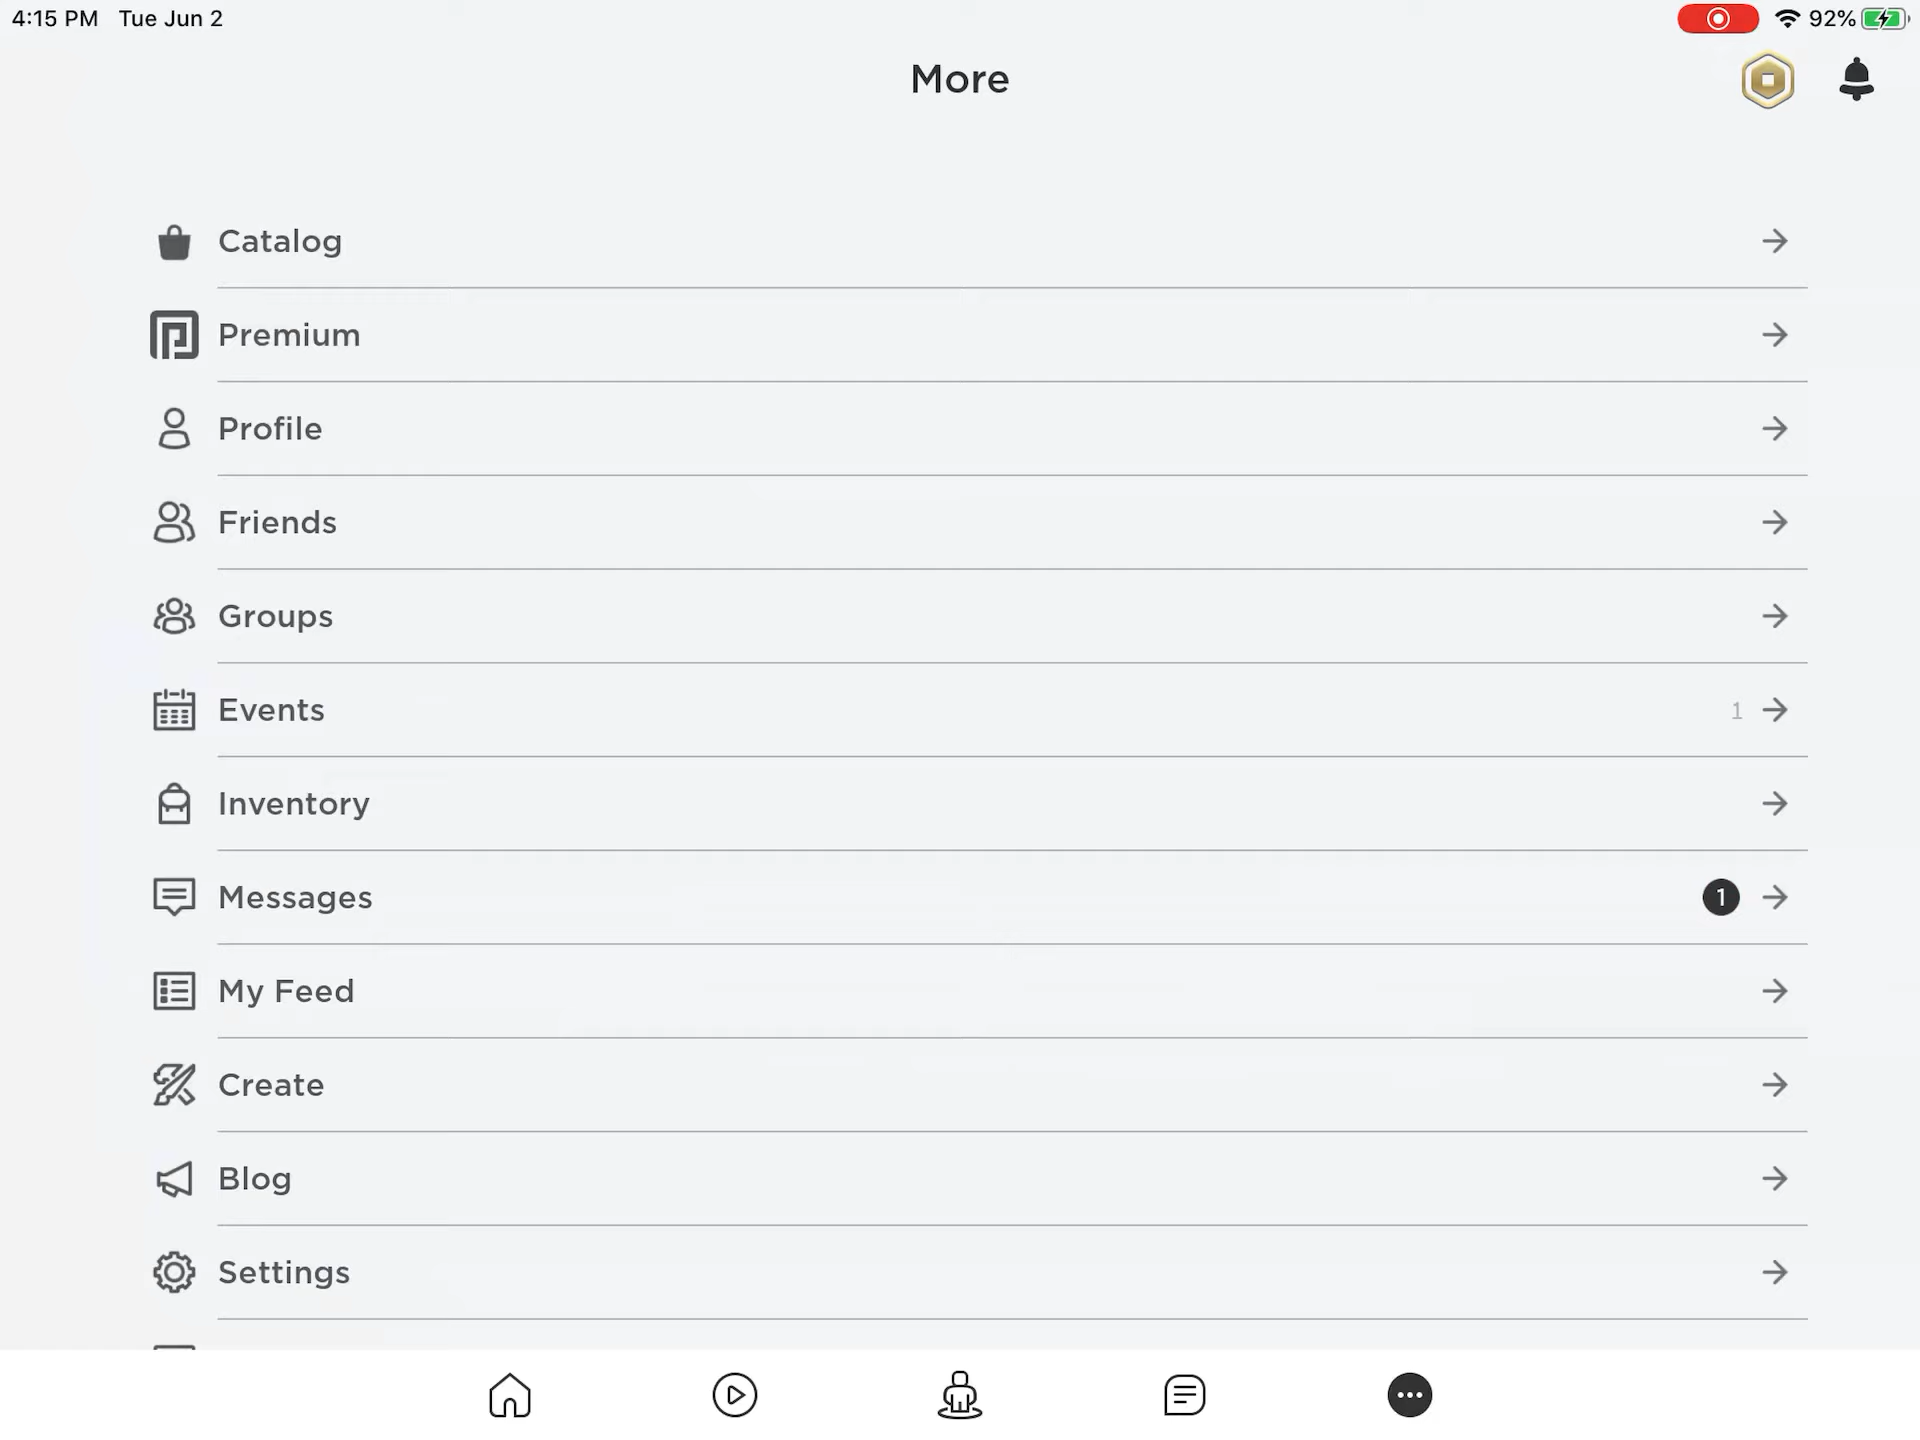 4:15 PM Tue Jun 2
92%
More
Catalog
Premium
Profile
Friends
Groups
Events 1
Inventory
Messages 1
My Feed
Create
Blog
Settings